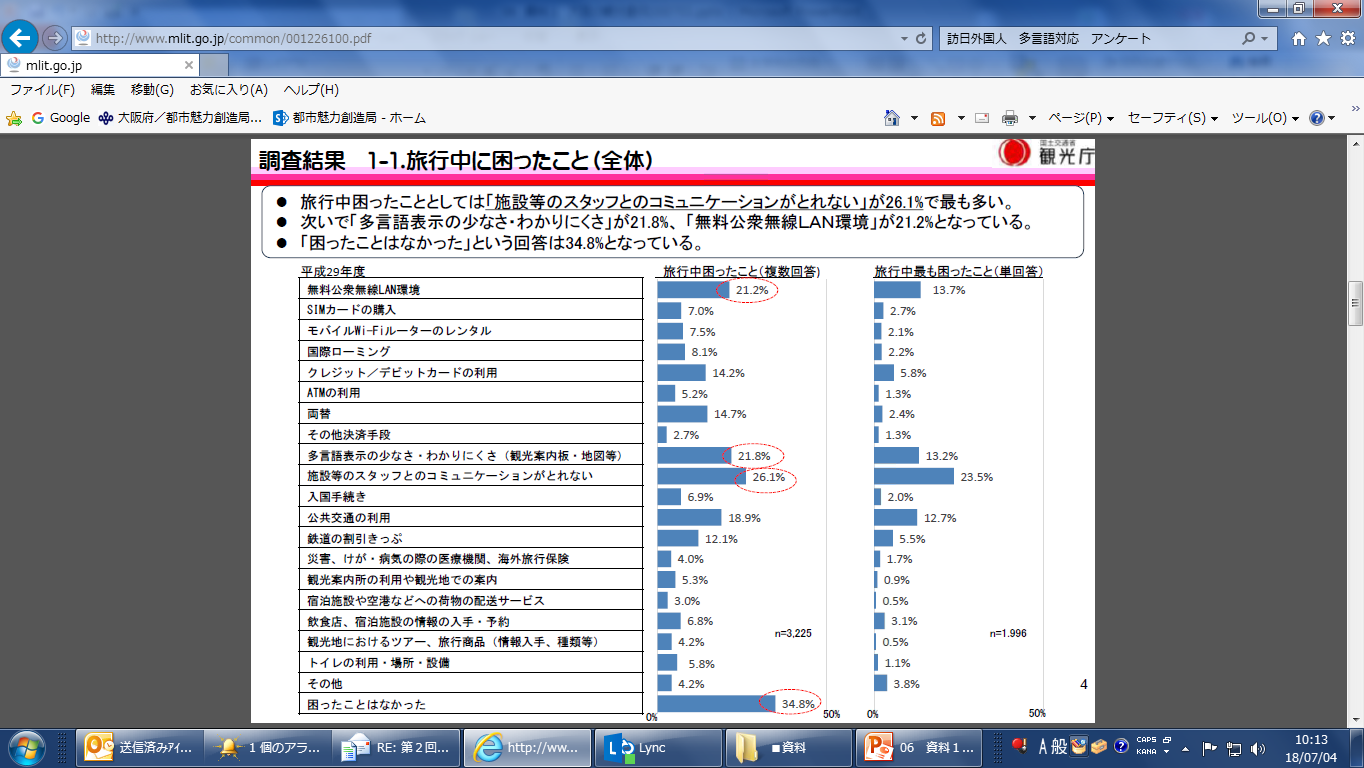 http://www.mlit.go.jp/common/001226100.pdf
訪日外国人 多言語対応 アンケート
mlit.go.jp
ファイル(F) 編集 移動(G) お気に入り(A) ヘルプ(H)
Google 大阪府／都市魅力創造局... 都市魅力創造局 - ホーム
ページ(P) セーフティ(S) ツール(O)
調査結果 1-1.旅行中に困ったこと(全体)
国土交通省
観光庁
● 旅行中困ったこととしては「施設等のスタッフとのコミュニケーションがとれない」が26.1%で最も多い。
● 次いで「多言語表示の少なさ・わかりにくさ」が21.8%、「無料公衆無線LAN環境」が21.2%となっている。
● 「困ったことはなかった」という回答は34.8%となっている。
平成29年度 旅行中困ったこと(複数回答) 旅行中最も困ったこと(単回答)
無料公衆無線LAN環境 21.2% 13.7%
SIMカードの購入 7.0% 2.7%
モバイルWi-Fiルーターのレンタル 7.5% 2.1%
国際ローミング 8.1% 2.2%
クレジット／デビットカードの利用 14.2% 5.8%
ATMの利用 5.2% 1.3%
両替 14.7% 2.4%
その他決済手段 2.7% 1.3%
多言語表示の少なさ・わかりにくさ（観光案内板・地図等） 21.8% 13.2%
施設等のスタッフとのコミュニケーションがとれない 26.1% 23.5%
入国手続き 6.9% 2.0%
公共交通の利用 18.9% 12.7%
鉄道の割引きっぷ 12.1% 5.5%
災害、けが・病気の際の医療機関、海外旅行保険 4.0% 1.7%
観光案内所の利用や観光地での案内 5.3% 0.9%
宿泊施設や空港などへの荷物の配送サービス 3.0% 0.5%
飲食店、宿泊施設の情報の入手・予約 6.8% 3.1%
n=3,225 n=1,996
観光地におけるツアー、旅行商品（情報入手、種類等） 4.2% 0.5%
トイレの利用・場所・設備 5.8% 1.1%
その他 4.2% 3.8%
4
困ったことはなかった 34.8%
0% 50% 0% 50%
送信済みｱｲ... 1 個のアラ... RE: 第２回... http://ww... Lync ■資料 06 資料１...
A 般 CAPS KANA
10:13
18/07/04